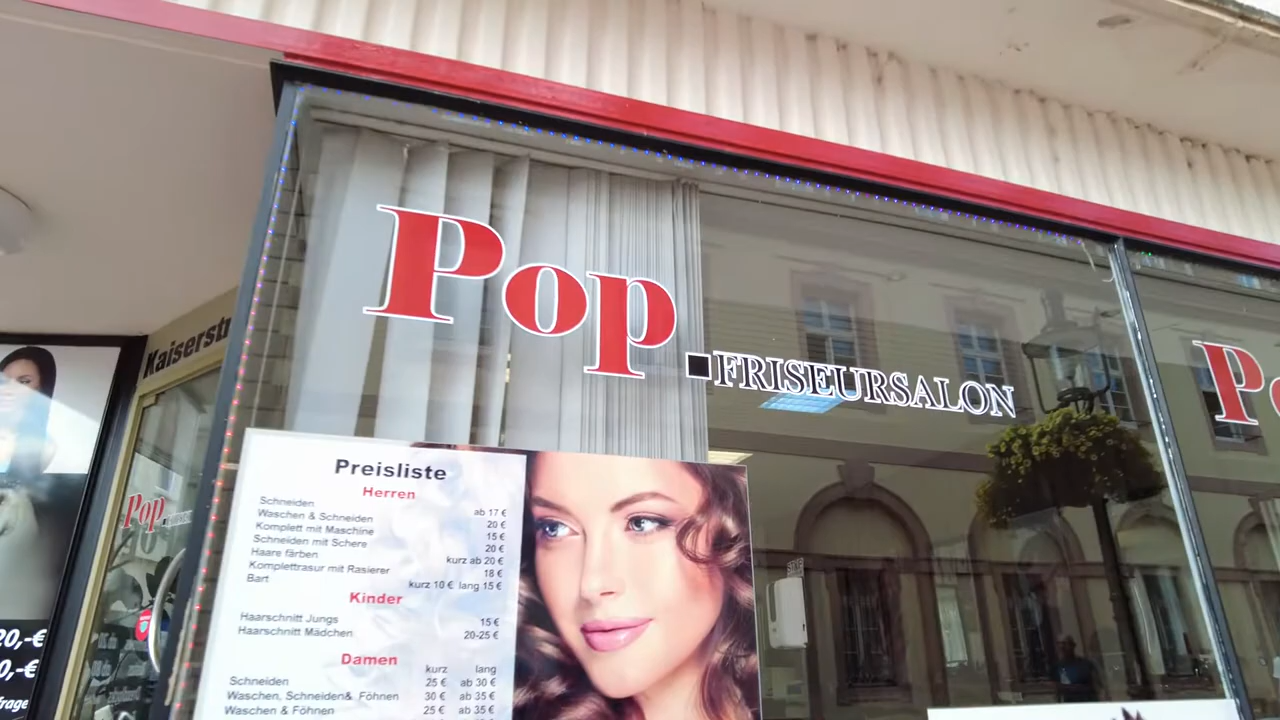 Pop
.FRISEURSALON
Kaiserstr
Pop
Preisliste
Herren
Schneiden ab 17 €
Waschen & Schneiden 20 €
Komplett mit Maschine 15 €
Schneiden mit Schere 20 €
Haare färben kurz ab 20 €
Komplettrasur mit Rasierer 18 €
Bart kurz 10 € lang 15 €
Kinder
Haarschnitt Jungs 15 €
Haarschnitt Mädchen 20-25 €
Damen
kurz lang
Schneiden 25 € ab 30 €
Waschen, Schneiden& Föhnen 30 € ab 35 €
Waschen & Föhnen 25 € ab 35 €
20,-€
0,-€
frage